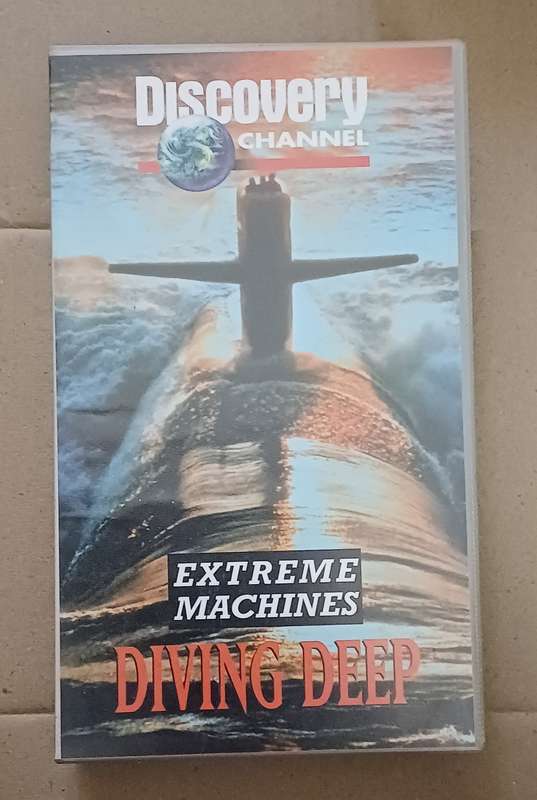 DISCOVERY
CHANNEL
EXTREME
MACHINES
DIVING DEEP